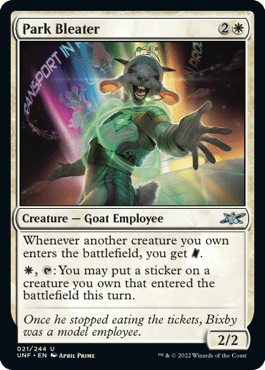 Park Bleater 2
TRANSPORT IN
Creature — Goat Employee
Whenever another creature you own
enters the battlefield, you get .
, : You may put a sticker on a
creature you own that entered the
battlefield this turn.
Once he stopped eating the tickets, Bixby
was a model employee.
2/2
021/244 U
UNF • EN April Prime
™ & © 2022 Wizards of the Coast